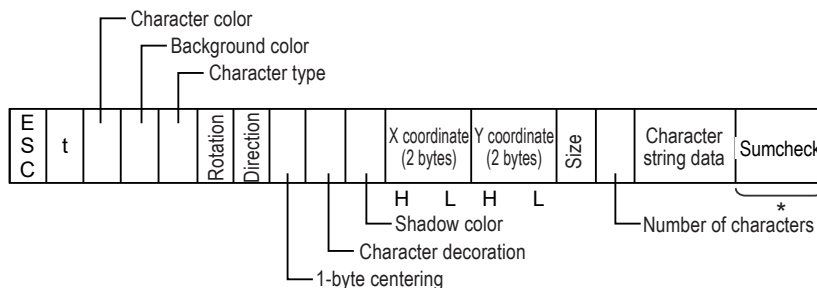 Character color
Background color
Character type
ESC
t
Rotation
Direction
X coordinate
(2 bytes)
Y coordinate
(2 bytes)
Size
Character
string data
Sumcheck
H L H L
*
Shadow color
Number of characters
Character decoration
1-byte centering